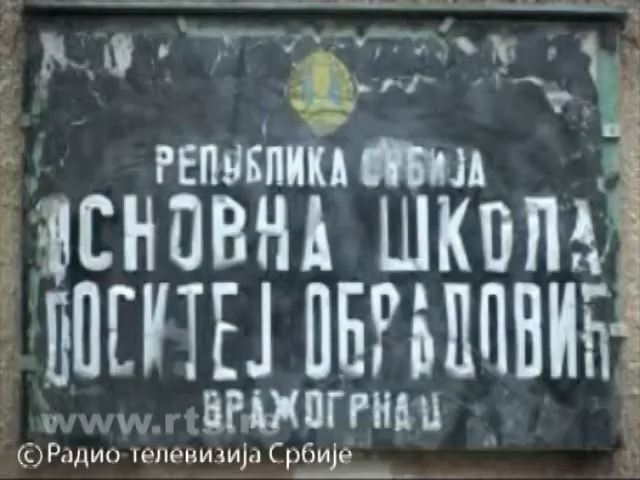 РЕПУБЛИКА СРБИЈА
ОСНОВНА ШКОЛА
ДОСИТЕЈ ОБРАДОВИЋ
ВРАЖОГРНАЦ
www.rts.rs
©Радио телевизија Србије